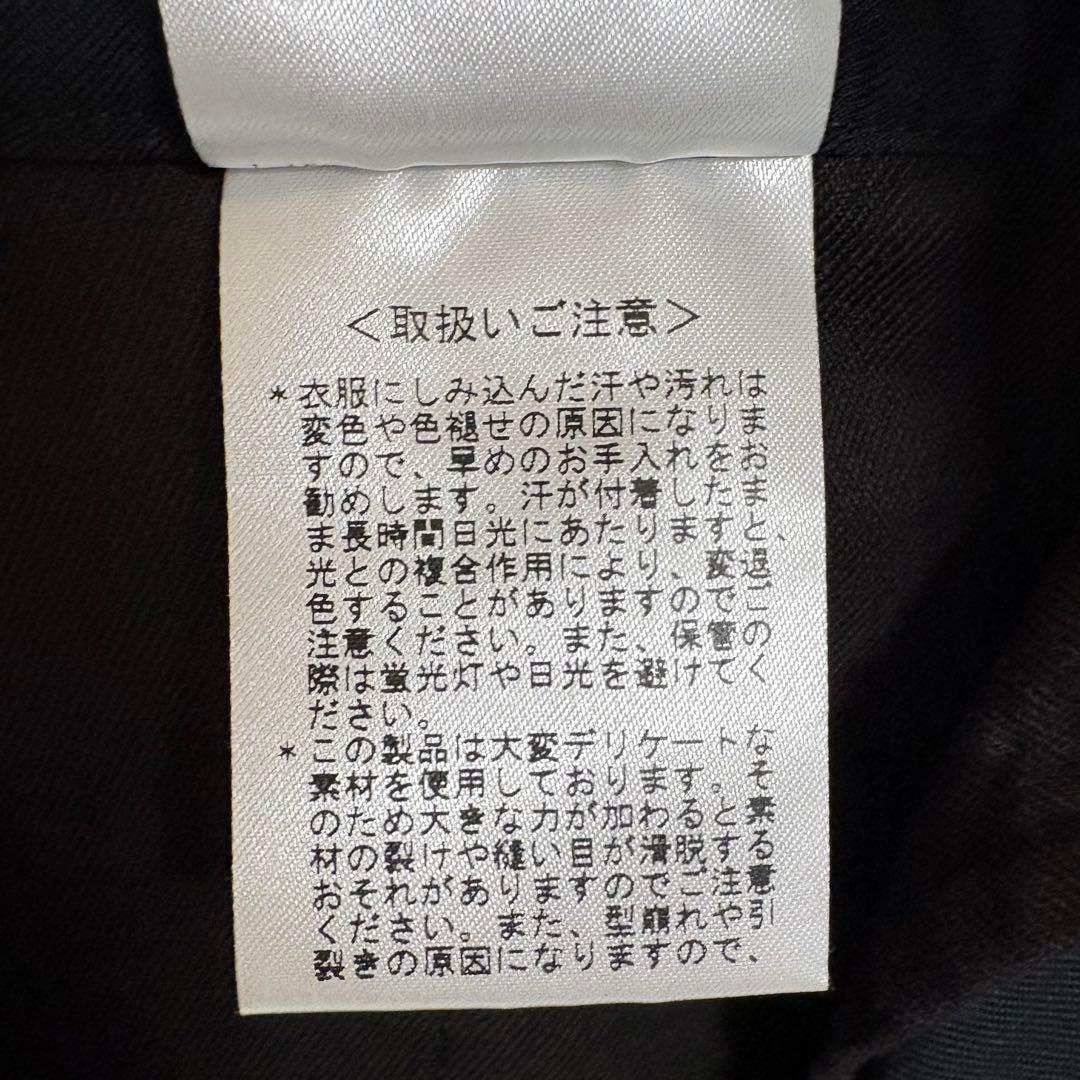 ＜取扱いご注意＞
＊衣服にしみ込んだ汗や汚れは
変色や色褪せの原因になりま
すので、早めのお手入れをお
勧めします。汗が付着したま
ま長時間日光にあたりますと、
光との複合作用により、変退
色することがありますのでご
注意ください。また、保管の
際は蛍光灯や日光を避けてく
ださい。
＊この製品は大変デリケートな
素材を使用しております。そ
のため大きな力が加わると素
材の裂けや縫い目が滑脱する
おそれがありますのでご注意
ください。また、型崩れや引
裂きの原因になりますので、